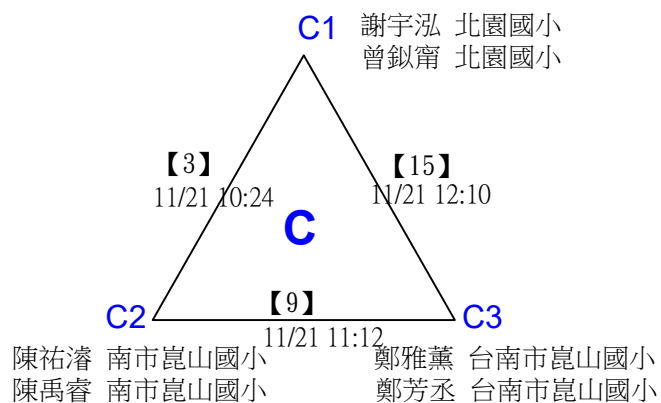 C1 謝宇泓 北園國小
曾鈫甯 北園國小
【3】 【15】
11/21 10:24 11/21 12:10
C
【9】
C2 C3
11/21 11:12
陳祐濬 南市崑山國小 鄭雅薰 台南市崑山國小
陳禹睿 南市崑山國小 鄭芳丞 台南市崑山國小